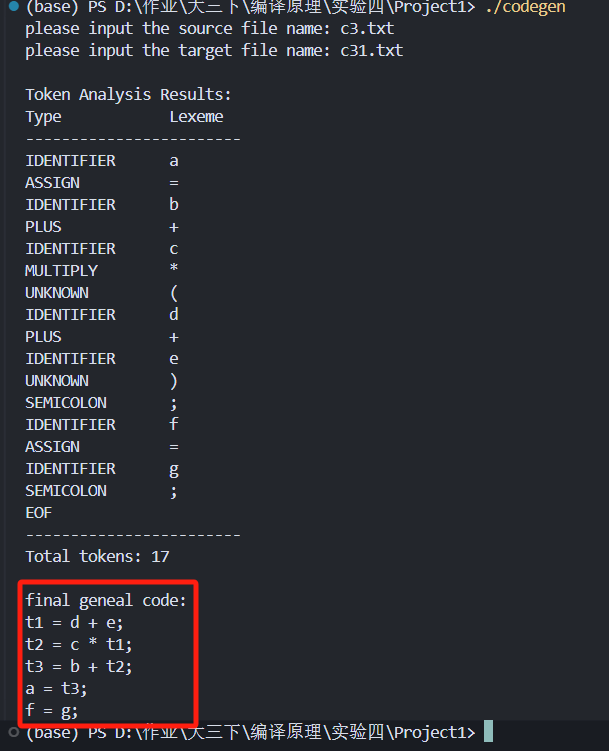 (base) PS D:\作业\大三下\编译原理\实验四\Project1> ./codegen
please input the source file name: c3.txt
please input the target file name: c31.txt
Token Analysis Results:
Type Lexeme
------------------------
IDENTIFIER a
ASSIGN =
IDENTIFIER b
PLUS +
IDENTIFIER c
MULTIPLY *
UNKNOWN (
IDENTIFIER d
PLUS +
IDENTIFIER e
UNKNOWN )
SEMICOLON ;
IDENTIFIER f
ASSIGN =
IDENTIFIER g
SEMICOLON ;
EOF
------------------------
Total tokens: 17
final geneal code:
t1 = d + e;
t2 = c * t1;
t3 = b + t2;
a = t3;
f = g;
(base) PS D:\作业\大三下\编译原理\实验四\Project1>